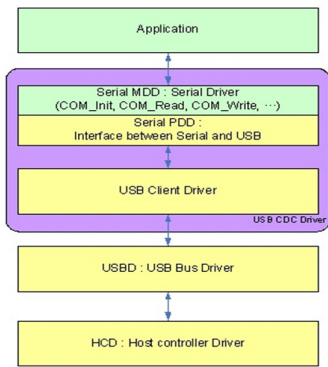 Application
Serial MDD : Serial Driver
(COM_Init, COM_Read, COM_Write, ⋯)
Serial PDD :
Interface between Serial and USB
USB Client Driver
USB CDC Driver
USBD : USB Bus Driver
HCD : Host controller Driver